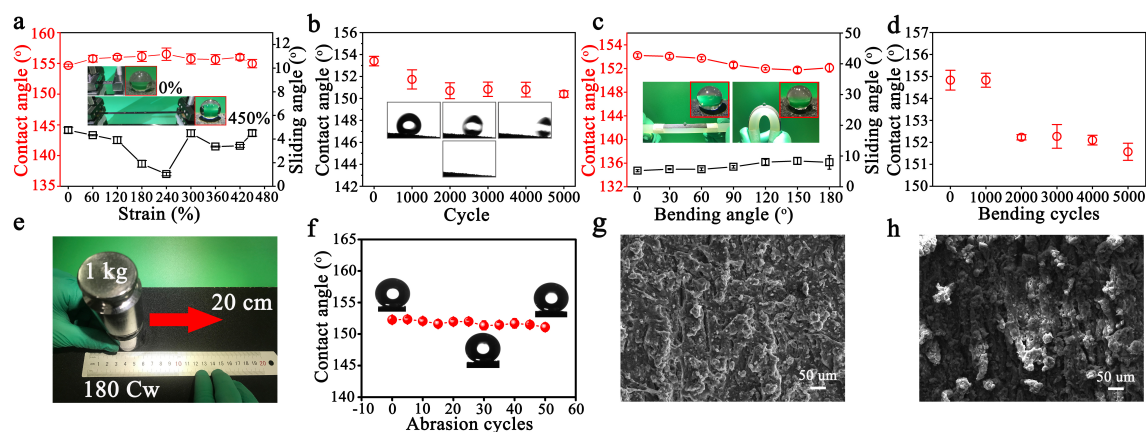 a
Contact angle (°)
160
155
150
145
140
135
0%
450%
12
10
8
6
4
2
0
Sliding angle (°)
0 60 120 180 240 300 360 420 480
Strain (%)
b
Contact angle (°)
156
154
152
150
148
146
144
142
0 1000 2000 3000 4000 5000
Cycle
c
Contact angle (°)
152
148
144
140
136
132
50
40
30
20
10
0
Sliding angle (°)
0 30 60 90 120 150 180
Bending angle (°)
d
Contact angle (°)
157
156
155
154
153
152
151
150
0 1000 2000 3000 4000 5000
Bending cycles
e
1 kg
20 cm
180 Cw
f
Contact angle (°)
165
160
155
150
145
140
-10 0 10 20 30 40 50 60
Abrasion cycles
g
50 um
h
50 um